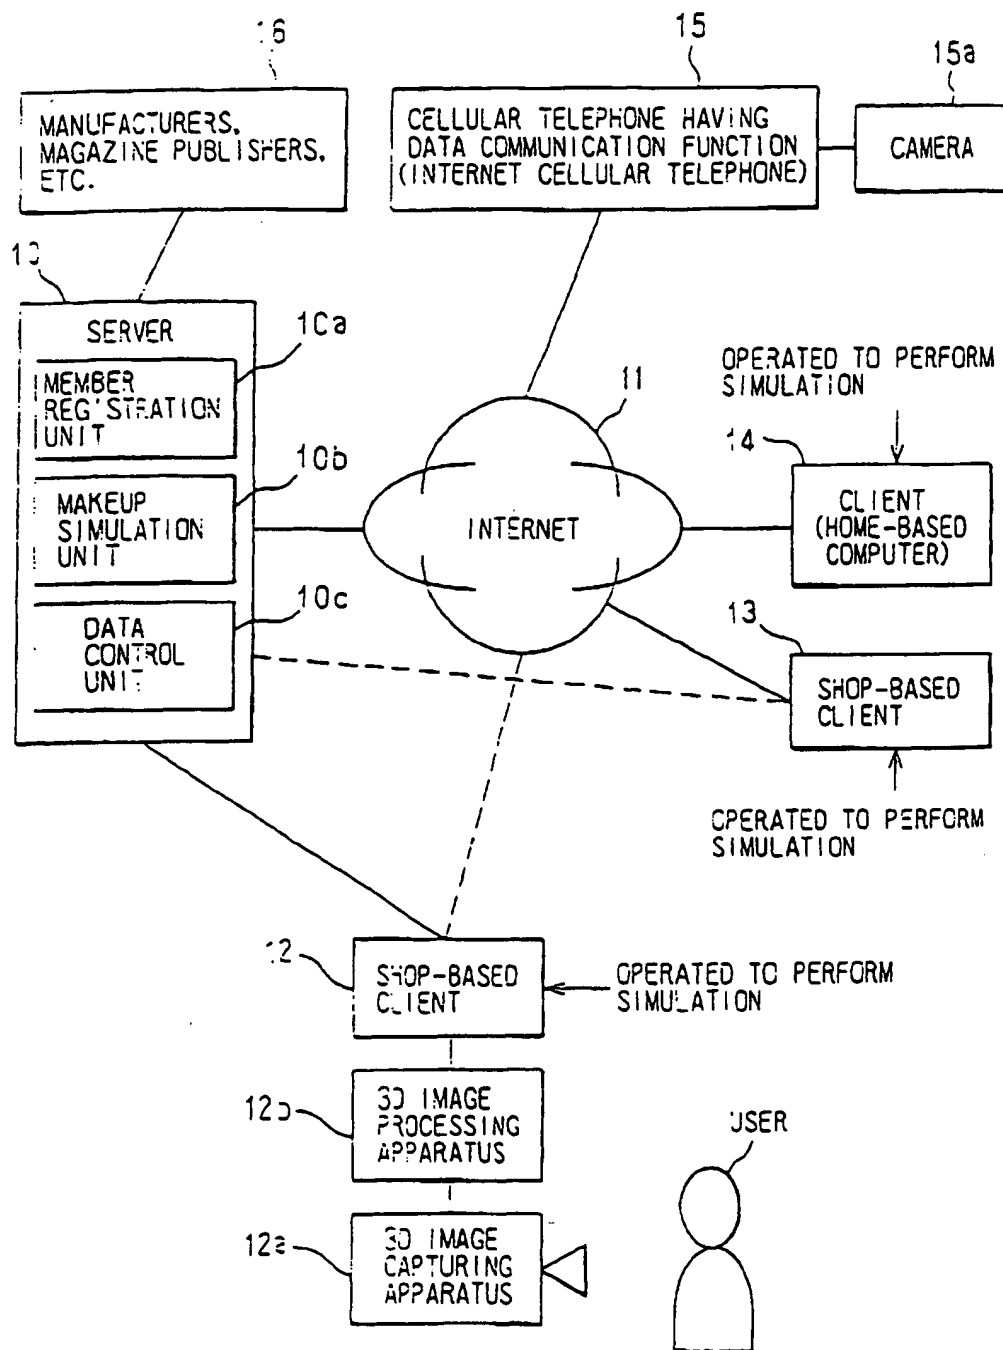 16
MANUFACTURERS,
MAGAZINE PUBLISHERS,
ETC.
15
CELLULAR TELEPHONE HAVING
DATA COMMUNICATION FUNCTION
(INTERNET CELLULAR TELEPHONE)
15a
CAMERA
10
SERVER
10a
MEMBER
REGISTRATION
UNIT
10b
MAKEUP
SIMULATION
UNIT
10c
DATA
CONTROL
UNIT
11
INTERNET
OPERATED TO PERFORM
SIMULATION
14
CLIENT
(HOME-BASED
COMPUTER)
13
SHOP-BASED
CLIENT
OPERATED TO PERFORM
SIMULATION
12
SHOP-BASED
CLIENT
OPERATED TO PERFORM
SIMULATION
12b
3D IMAGE
PROCESSING
APPARATUS
12a
3D IMAGE
CAPTURING
APPARATUS
USER